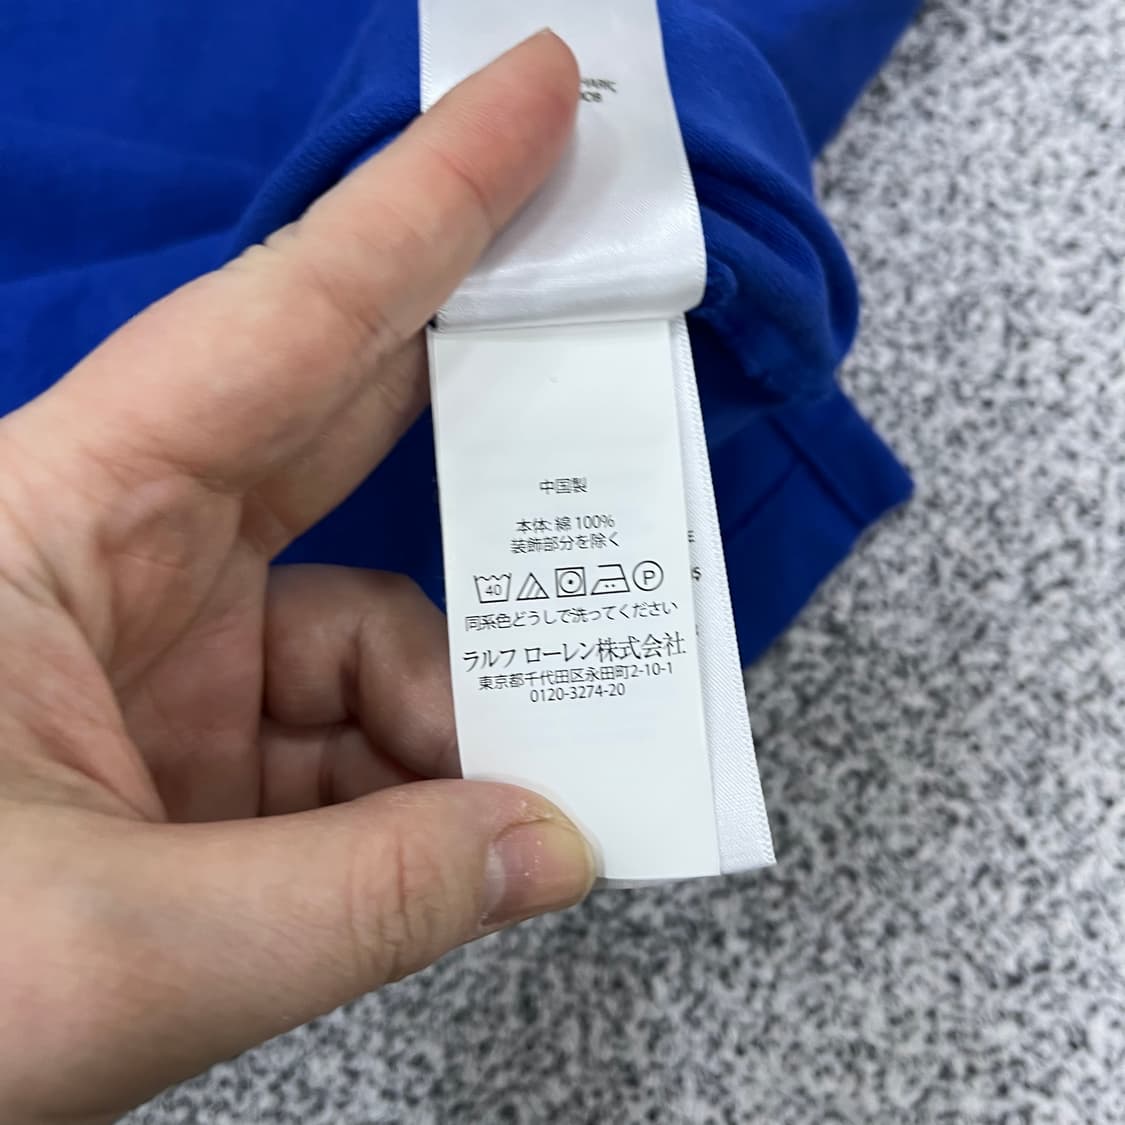 中国製
本体: 綿 100%
装飾部分を除く
40 P
同系色どうしで洗ってください
ラルフ ローレン株式会社
東京都千代田区永田町2-10-1
0120-3274-20